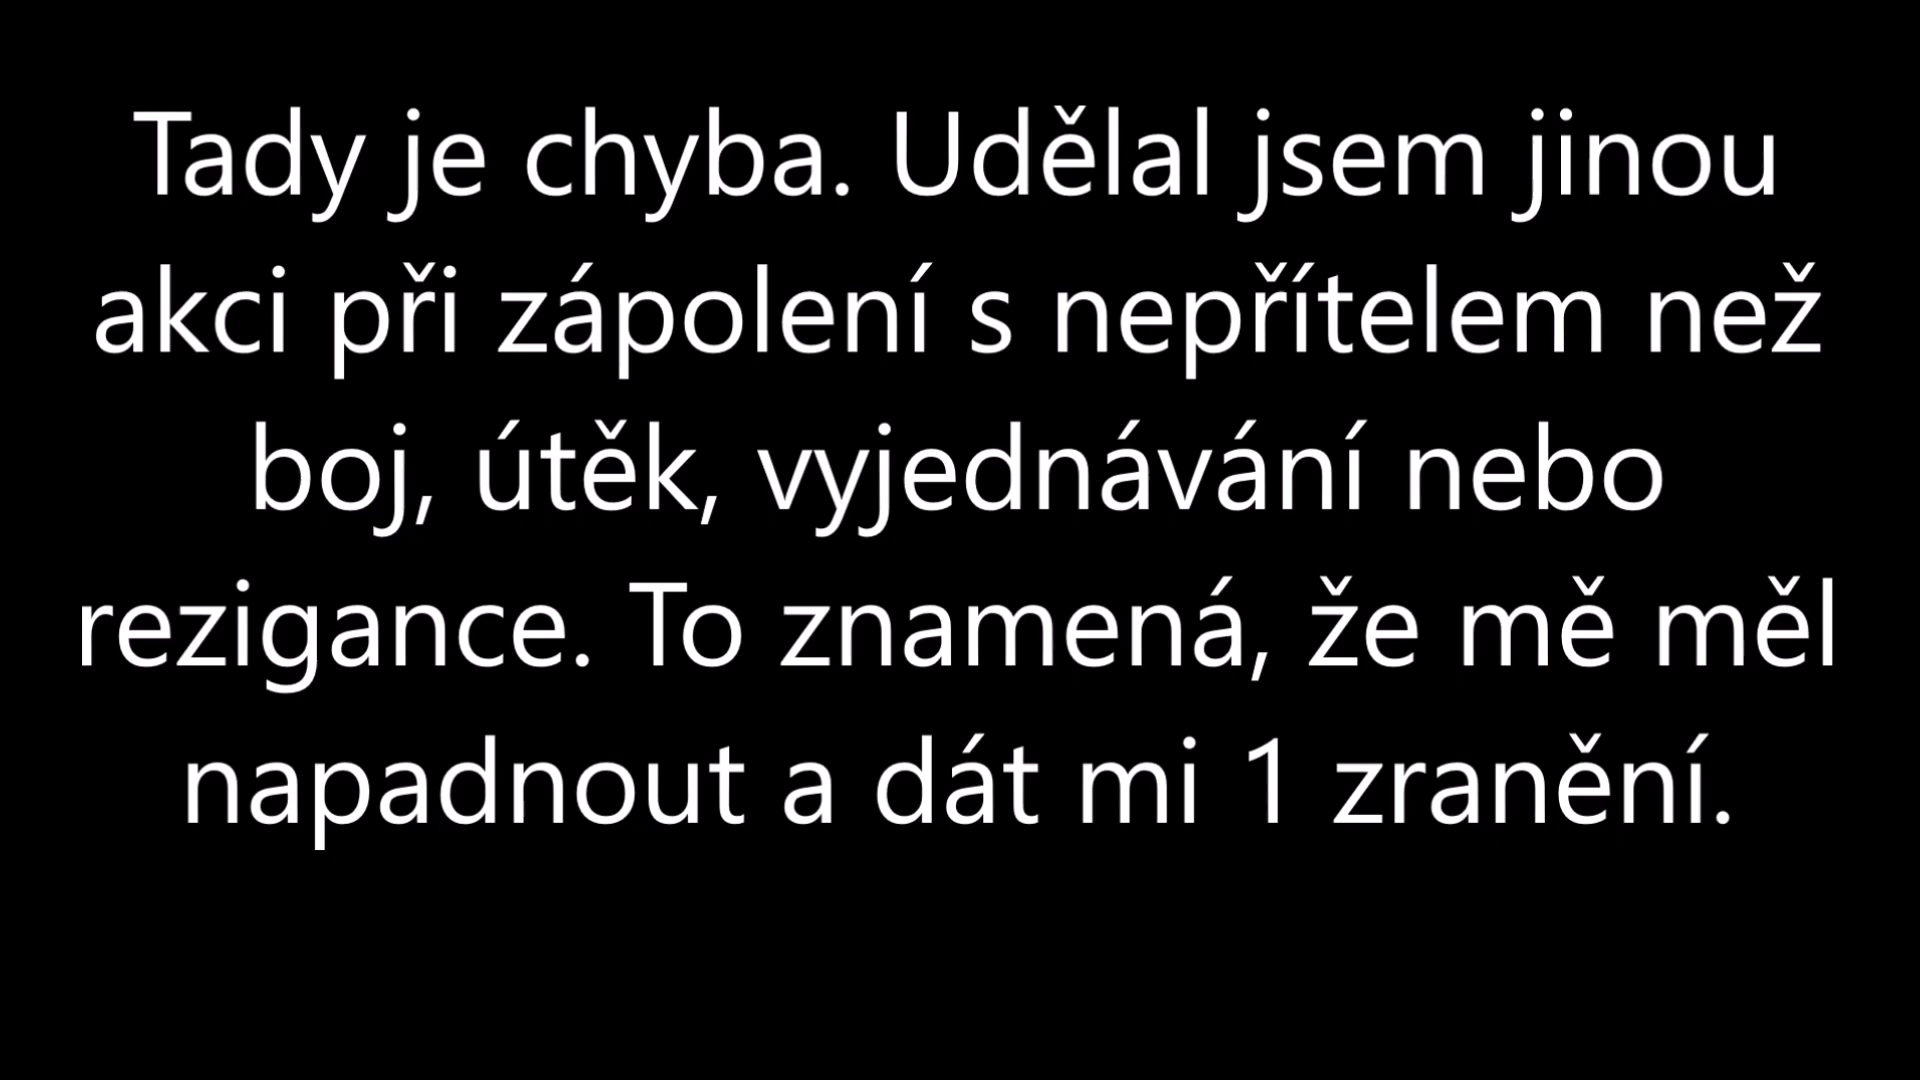 Tady je chyba. Udělal jsem jinou
akci při zápolení s nepřítelem než
boj, útěk, vyjednávání nebo
rezigance. To znamená, že mě měl
napadnout a dát mi 1 zranění.